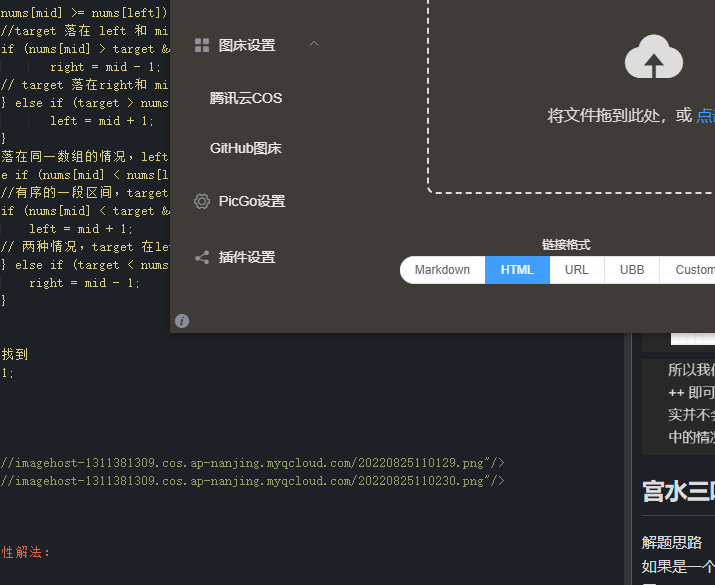 nums[mid] >= nums[left])
//target 落在 left 和 mi
if (nums[mid] > target &
right = mid - 1;
// target 落在right和 mi
} else if (target > nums
left = mid + 1;
}
落在同一数组的情况，left
e if (nums[mid] < nums[l
//有序的一段区间，target
if (nums[mid] < target &
left = mid + 1;
// 两种情况，target 在le
} else if (target < nums
right = mid - 1;
}
找到
1;
//imagehost-1311381309.cos.ap-nanjing.myqcloud.com/20220825110129.png"/>
//imagehost-1311381309.cos.ap-nanjing.myqcloud.com/20220825110230.png"/>
性解法：
图床设置
腾讯云COS
GitHub图床
PicGo设置
插件设置
将文件拖到此处，或 点
链接格式
Markdown HTML URL UBB Custom
所以我
++ 即可
实并不
中的情
宫水三
解题思路
如果是一个